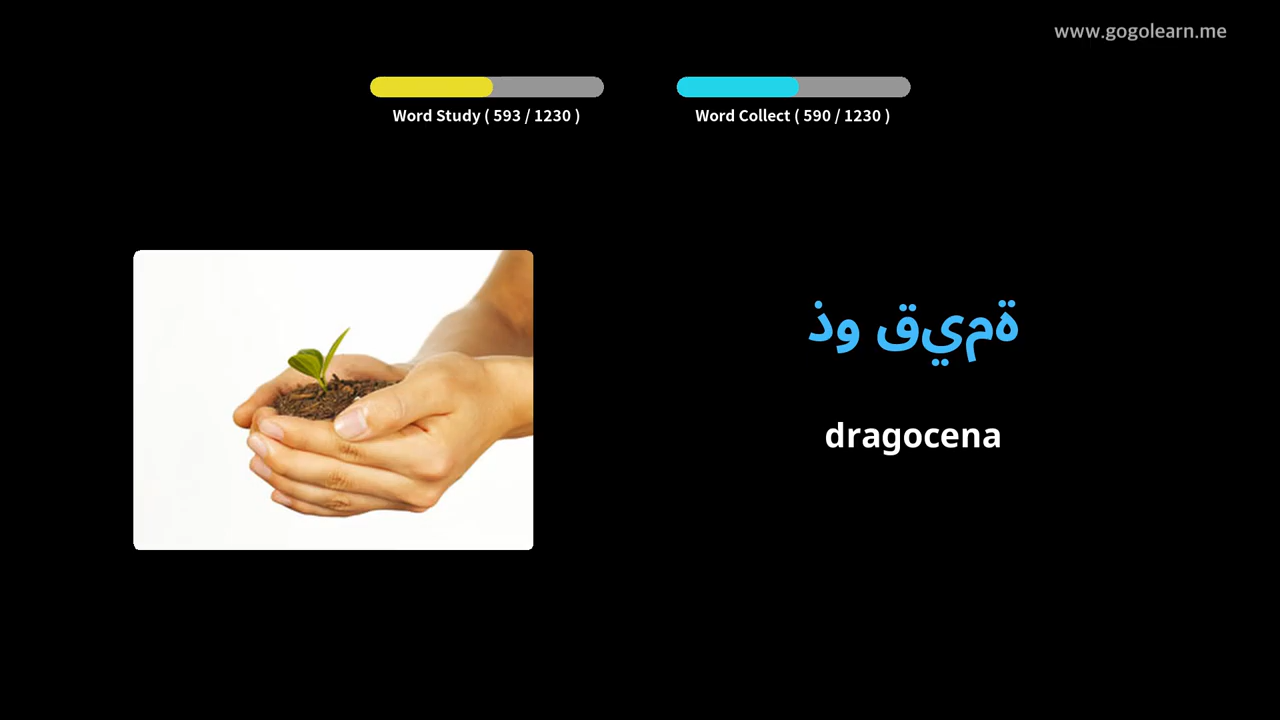 www.gogolearn.me
Word Study ( 593 / 1230 )
Word Collect ( 590 / 1230 )
ذو قيمة
dragocena